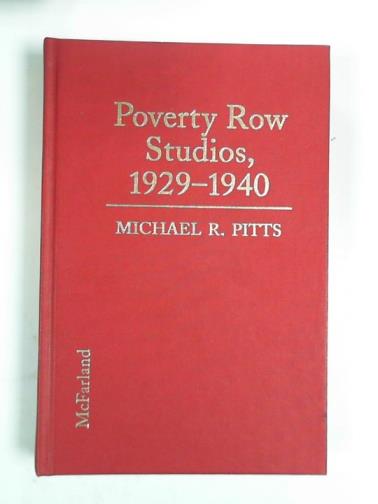 Poverty Row
Studios,
1929–1940
MICHAEL R. PITTS
McFarland